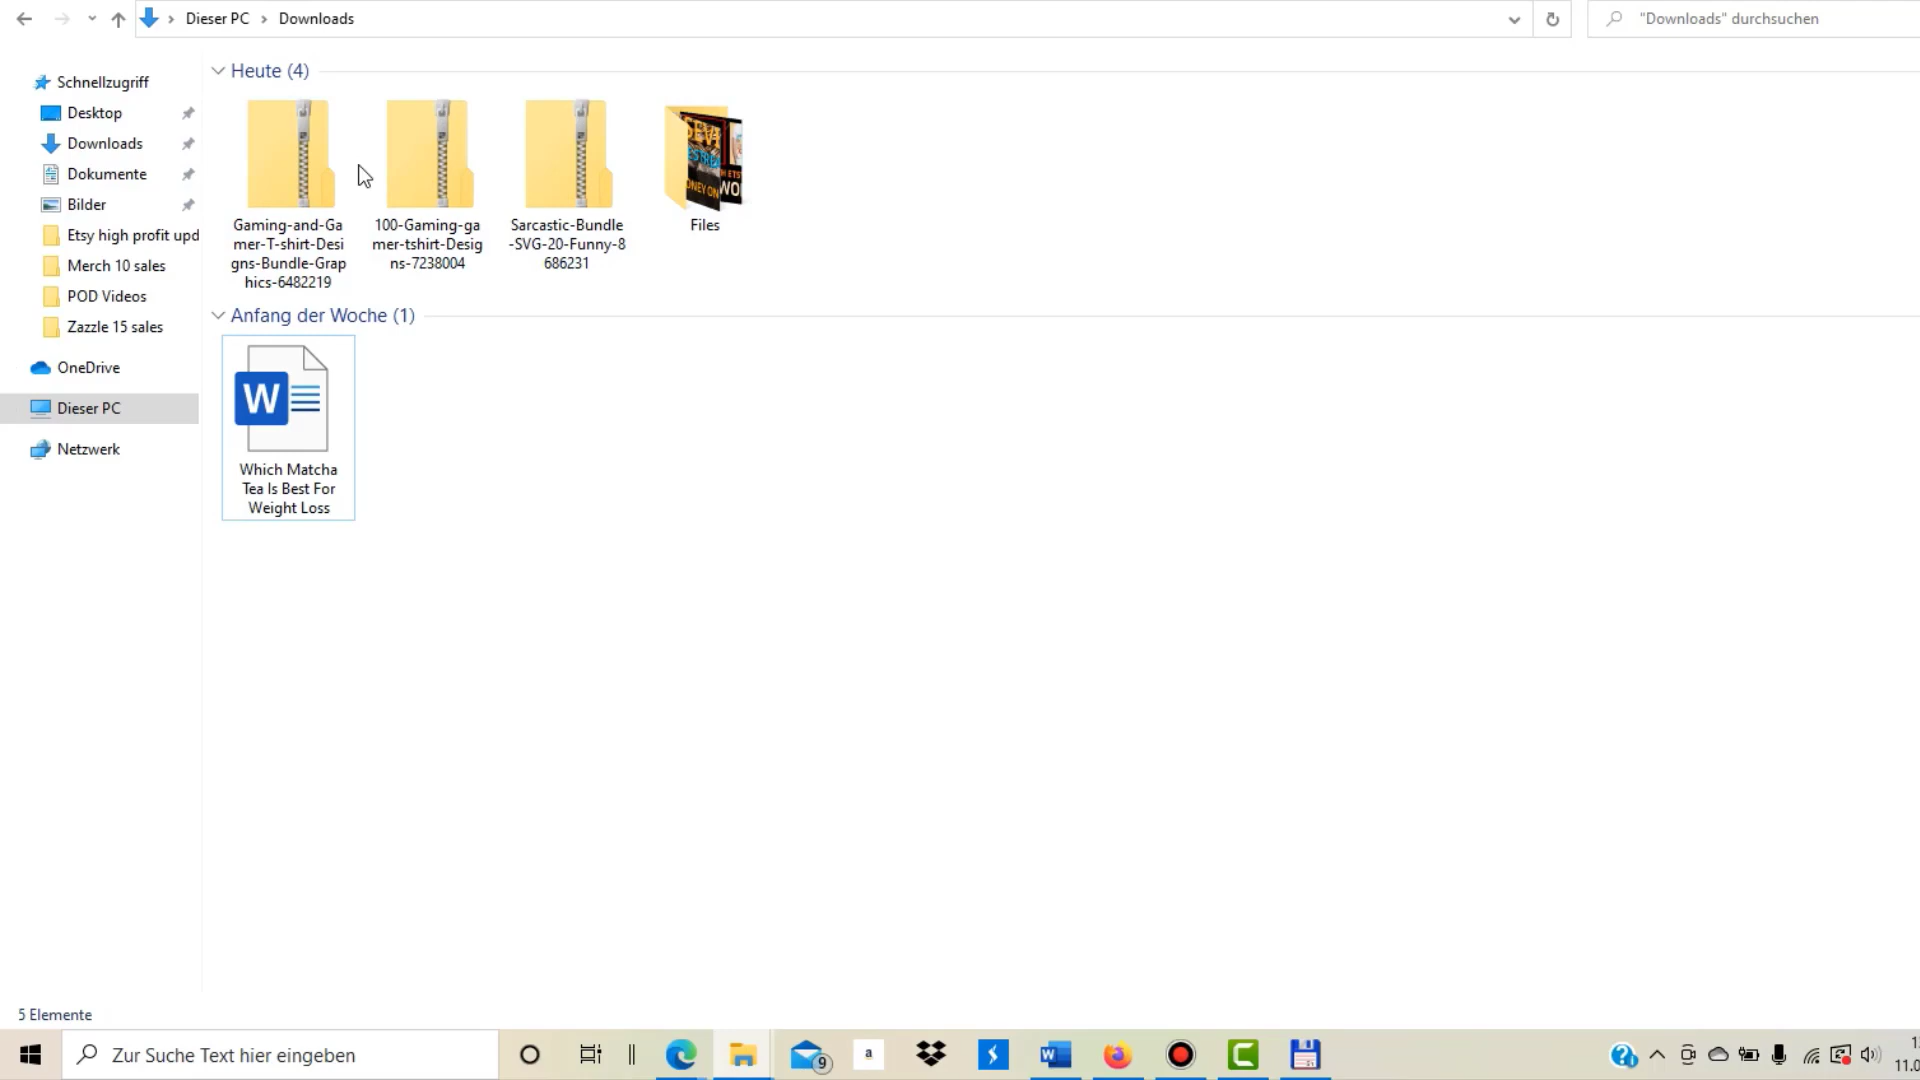 Dieser PC > Downloads
"Downloads" durchsuchen
Schnellzugriff
Desktop
Downloads
Dokumente
Bilder
Etsy high profit upd
Merch 10 sales
POD Videos
Zazzle 15 sales
OneDrive
Dieser PC
Netzwerk
Heute (4)
Gaming-and-Ga
mer-T-shirt-Desi
gns-Bundle-Grap
hics-6482219
100-Gaming-ga
mer-tshirt-Desig
ns-7238004
Sarcastic-Bundle
-SVG-20-Funny-8
686231
Files
Anfang der Woche (1)
W
Which Matcha
Tea Is Best For
Weight Loss
5 Elemente
Zur Suche Text hier eingeben
9
a
W
11.0